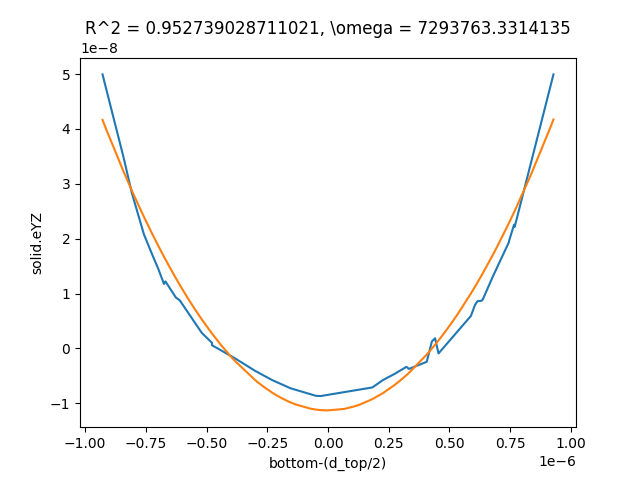 R^2 = 0.952739028711021, \omega = 7293763.3314135
1e−8
5
4
3
2
1
0
−1
solid.eYZ
−1.00 −0.75 −0.50 −0.25 0.00 0.25 0.50 0.75 1.00
bottom-(d_top/2)
1e−6